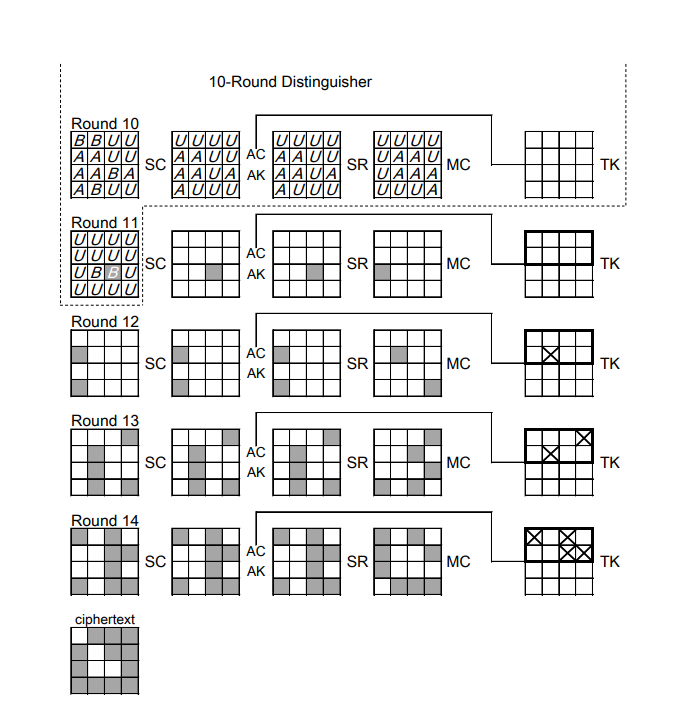 10-Round Distinguisher
Round 10
B B U U U U U U U U U U U U U U
A A U U A A U U AC A A U U U A A U
A A B A SC A A U A AK A A U A SR U A A A MC TK
A B U U A U U U A U U U U U U A
Round 11
U U U U
U U U U AC
U B B U SC AK SR MC TK
U U U U
Round 12
SC AC AK SR MC TK
Round 13
SC AC AK SR MC TK
Round 14
SC AC AK SR MC TK
ciphertext